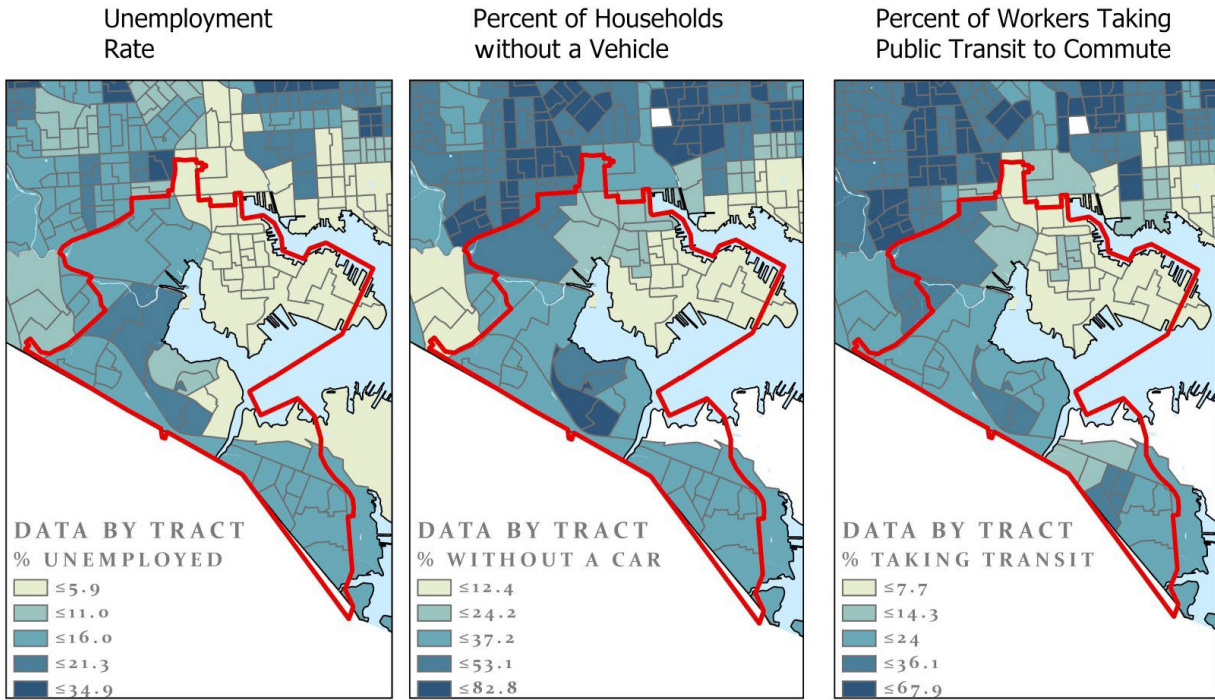 Unemployment
Rate
Percent of Households
without a Vehicle
Percent of Workers Taking
Public Transit to Commute
DATA BY TRACT
% UNEMPLOYED
≤5.9
≤11.0
≤16.0
≤21.3
≤34.9
DATA BY TRACT
% WITHOUT A CAR
≤12.4
≤24.2
≤37.2
≤53.1
≤82.8
DATA BY TRACT
% TAKING TRANSIT
≤7.7
≤14.3
≤24
≤36.1
≤67.9